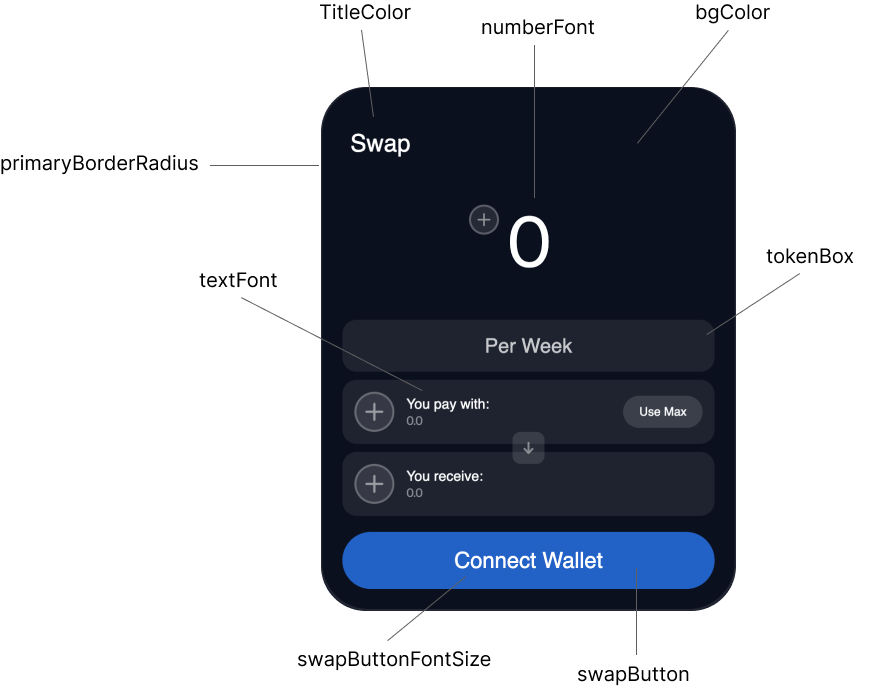 TitleColor
numberFont
bgColor
Swap
primaryBorderRadius
0
tokenBox
textFont
Per Week
You pay with:
0.0
Use Max
You receive:
0.0
Connect Wallet
swapButtonFontSize
swapButton